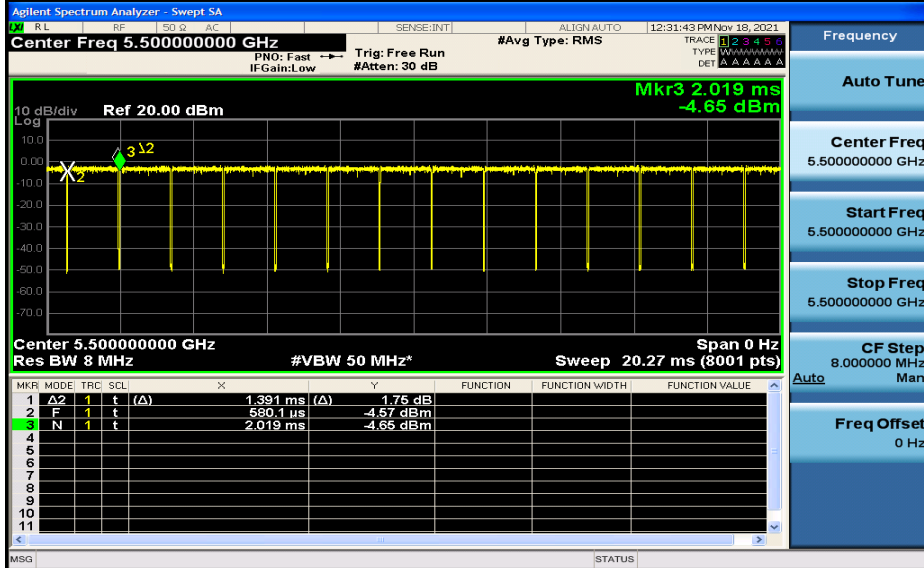 Agilent Spectrum Analyzer - Swept SA
LXI RL RF 50 Ω AC SENSE:INT ALIGN AUTO 12:31:43 PM Nov 18, 2021
Center Freq 5.500000000 GHz
PNO: Fast
IFGain:Low
Trig: Free Run
#Atten: 30 dB
#Avg Type: RMS
TRACE 1 2 3 4 5 6
TYPE WWWWWW
DET A A A A A A
Mkr3 2.019 ms
-4.65 dBm
10 dB/div Ref 20.00 dBm
Log
10.0
0.00
-10.0
-20.0
-30.0
-40.0
-50.0
-60.0
-70.0
3 1Δ2
X2
Center 5.500000000 GHz Span 0 Hz
Res BW 8 MHz #VBW 50 MHz* Sweep 20.27 ms (8001 pts)
MKR MODE TRC SCL X Y FUNCTION FUNCTION WIDTH FUNCTION VALUE
1 Δ2 1 t (Δ) 1.391 ms (Δ) 1.75 dB
2 F 1 t 580.1 µs -4.57 dBm
3 N 1 t 2.019 ms -4.65 dBm
4
5
6
7
8
9
10
11
MSG STATUS
Frequency
Auto Tune
Center Freq
5.500000000 GHz
Start Freq
5.500000000 GHz
Stop Freq
5.500000000 GHz
CF Step
8.000000 MHz
Auto Man
Freq Offset
0 Hz